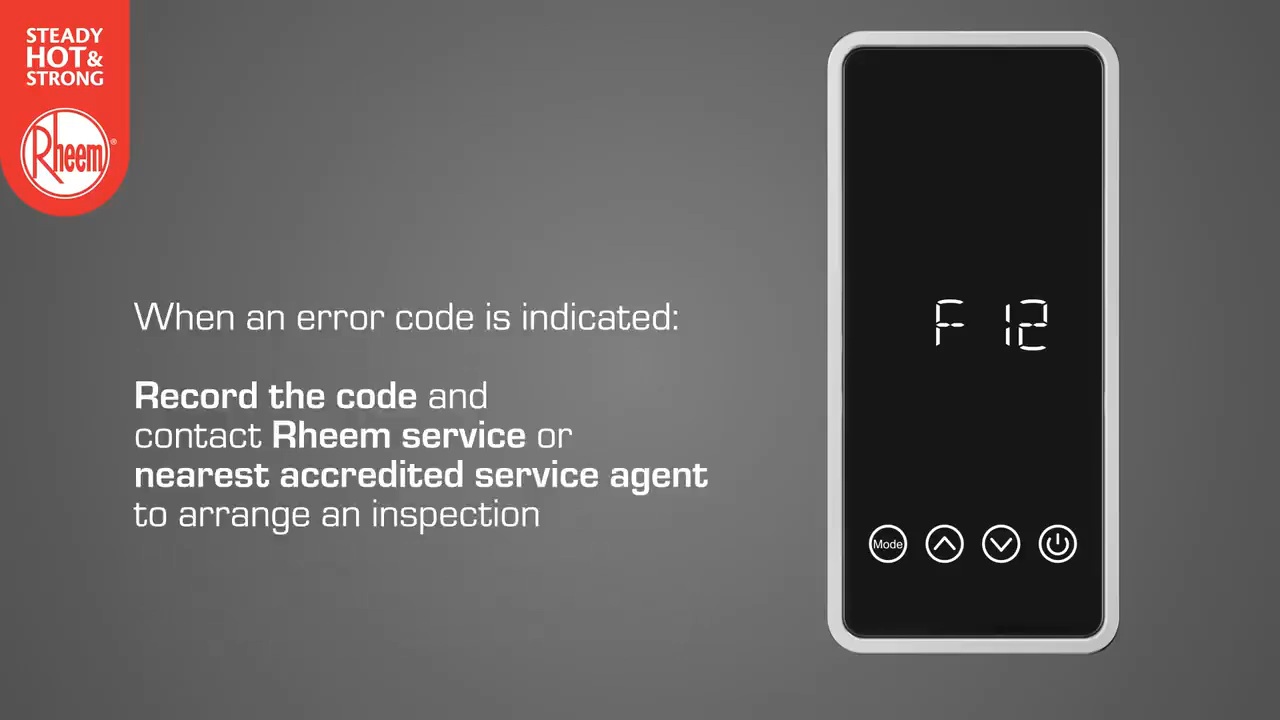 STEADY
HOT &
STRONG
Rheem®
When an error code is indicated:
Record the code and
contact Rheem service or
nearest accredited service agent
to arrange an inspection
F 12
Mode